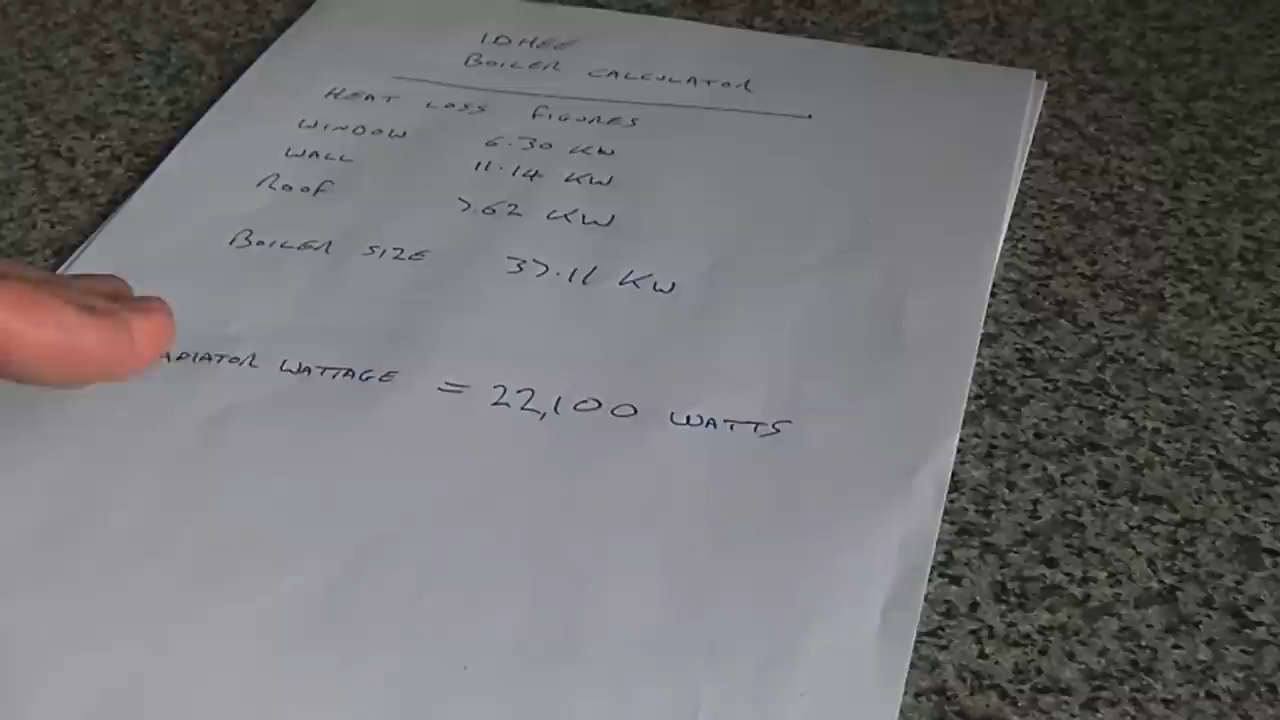 IDHEE
BOILER CALCULATOR
HEAT LOSS FIGURES
WINDOW 6.30 KW
WALL 11.14 KW
ROOF 7.62 KW
BOILER SIZE 37.11 KW
ADIATOR WATTAGE = 22,100 WATTS